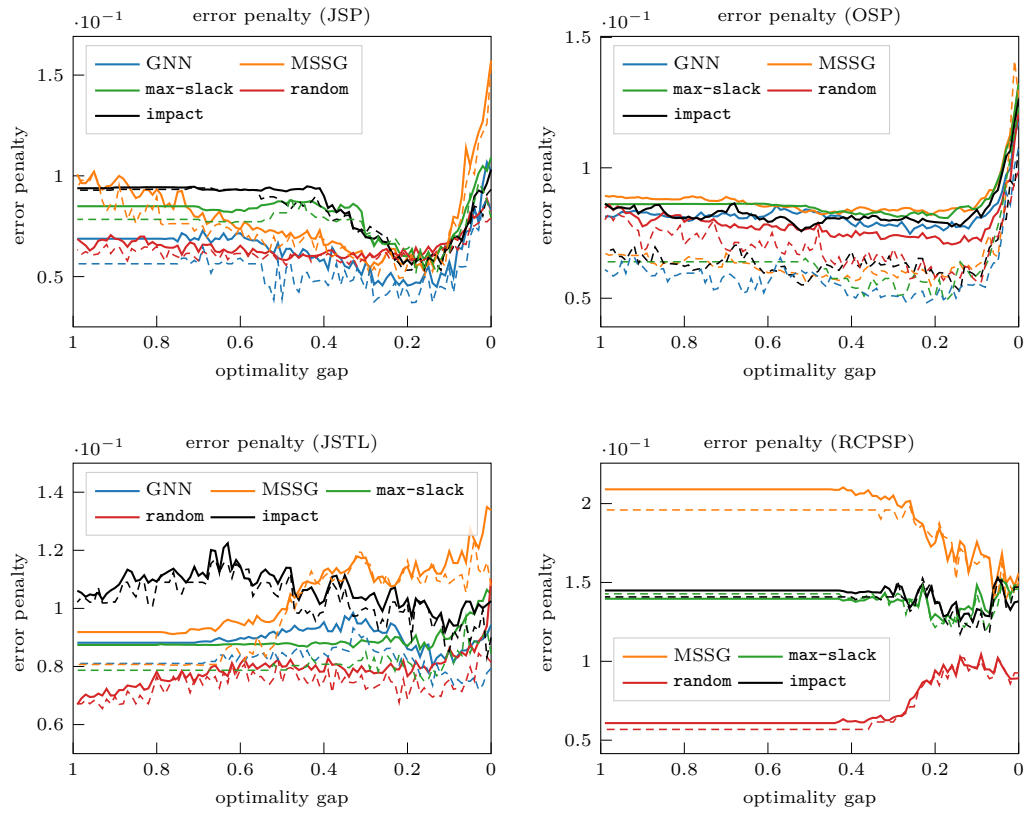 error penalty (JSP)
·10⁻¹
1.5
1
0.5
error penalty
GNN
MSSG
max-slack
random
impact
1
0.8
0.6
0.4
0.2
0
optimality gap
error penalty (OSP)
·10⁻¹
1.5
1
0.5
error penalty
GNN
MSSG
max-slack
random
impact
1
0.8
0.6
0.4
0.2
0
optimality gap
error penalty (JSTL)
·10⁻¹
1.4
1.2
1
0.8
0.6
error penalty
GNN
MSSG
max-slack
random
impact
1
0.8
0.6
0.4
0.2
0
optimality gap
error penalty (RCPSP)
·10⁻¹
2
1.5
1
0.5
error penalty
MSSG
max-slack
random
impact
1
0.8
0.6
0.4
0.2
0
optimality gap